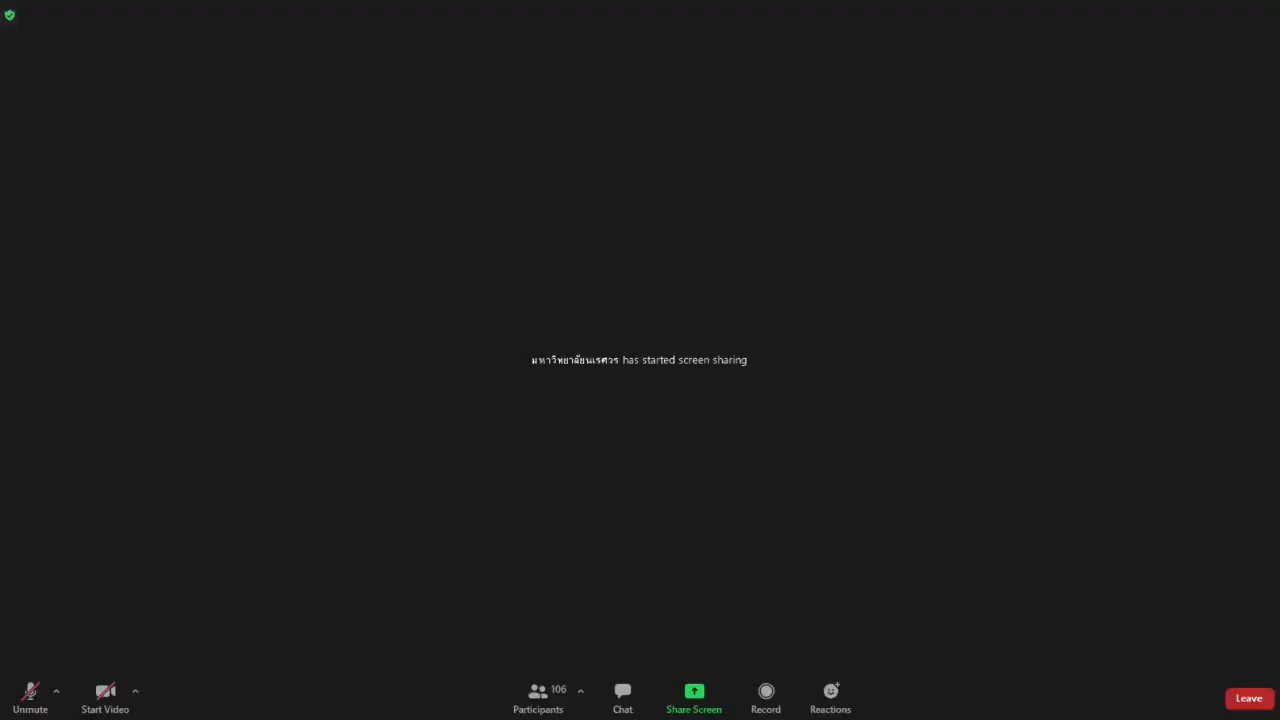 มหาวิทยาลัยนเรศวร has started screen sharing
106
Unmute
Start Video
Participants
Chat
Share Screen
Record
Reactions
Leave